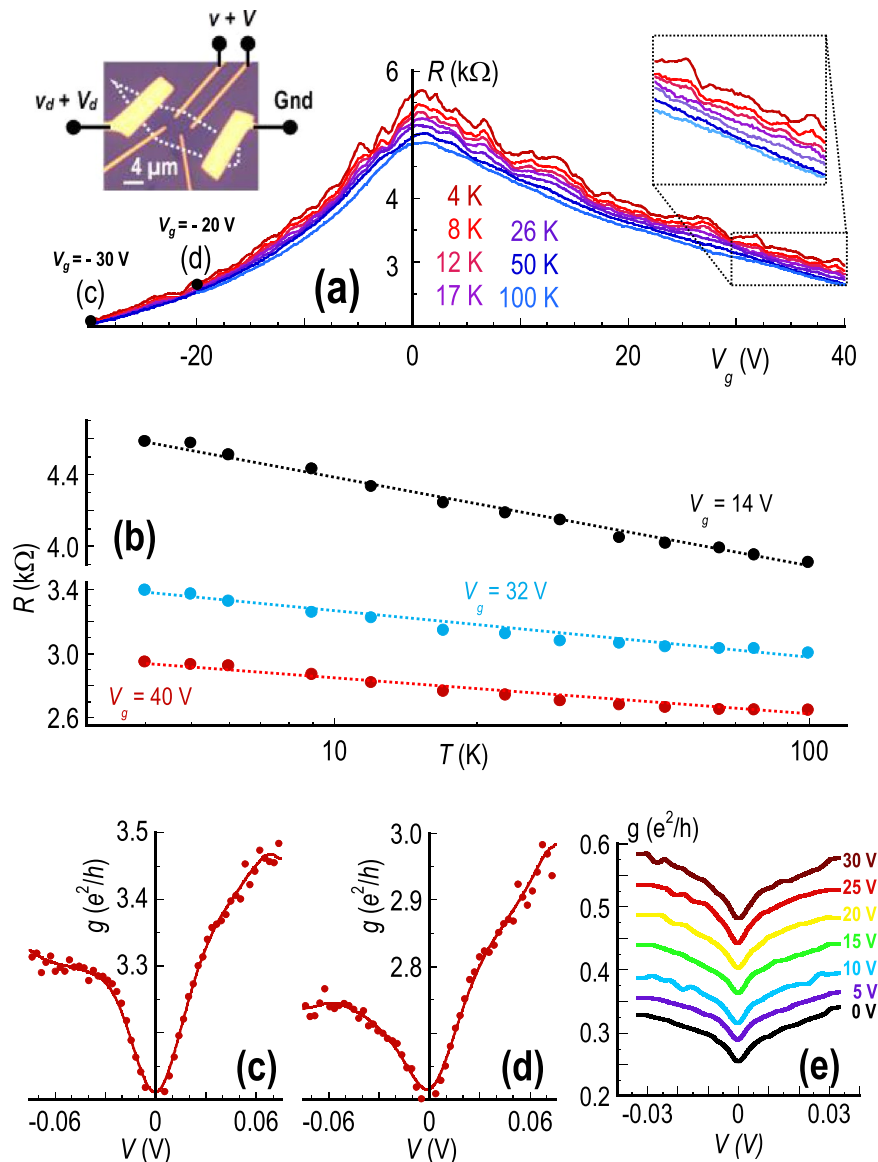 v + V
v_d + V_d
Gnd
4 μm
R (kΩ)
6
5
4
3
V_g = - 20 V
V_g = - 30 V
(d)
(c)
(a)
4 K
8 K
12 K
17 K
26 K
50 K
100 K
-20
0
20
40
V_g (V)
R (kΩ)
4.4
4.0
3.4
3.0
2.6
(b)
V_g = 14 V
V_g = 32 V
V_g = 40 V
10
100
T (K)
g (e²/h)
3.5
3.4
3.3
(c)
-0.06
0
0.06
V (V)
g (e²/h)
3.0
2.9
2.8
(d)
-0.06
0
0.06
V (V)
g (e²/h)
0.6
0.5
0.4
0.3
0.2
30 V
25 V
20 V
15 V
10 V
5 V
0 V
(e)
-0.03
0
0.03
V (V)